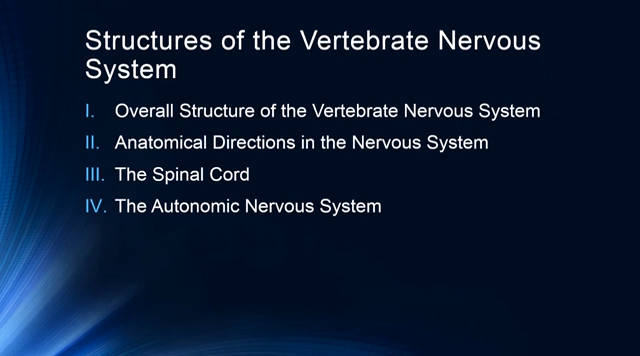 Structures of the Vertebrate Nervous
System
I. Overall Structure of the Vertebrate Nervous System
II. Anatomical Directions in the Nervous System
III. The Spinal Cord
IV. The Autonomic Nervous System